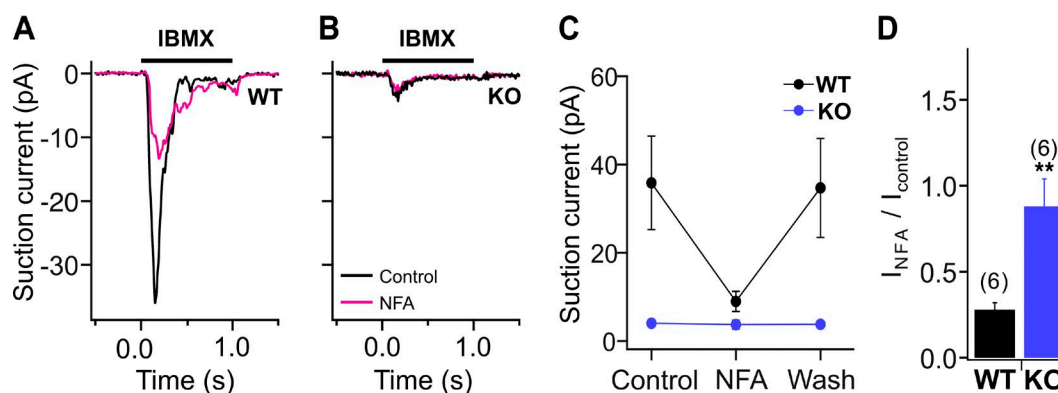 A
IBMX
WT
Suction current (pA)
0
-10
-20
-30
0.0
1.0
Time (s)
B
IBMX
KO
Control
NFA
0.0
1.0
Time (s)
C
WT
KO
Suction current (pA)
60
40
20
0
Control NFA Wash
D
I NFA / I control
1.5
1.0
0.5
0.0
(6)
(6)
**
WT KO